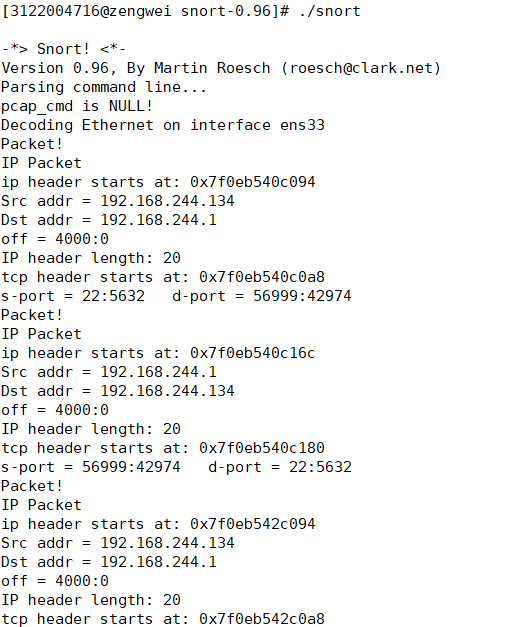 [3122004716@zengwei snort-0.96]# ./snort
-*> Snort! <*-
Version 0.96, By Martin Roesch (roesch@clark.net)
Parsing command line...
pcap_cmd is NULL!
Decoding Ethernet on interface ens33
Packet!
IP Packet
ip header starts at: 0x7f0eb540c094
Src addr = 192.168.244.134
Dst addr = 192.168.244.1
off = 4000:0
IP header length: 20
tcp header starts at: 0x7f0eb540c0a8
s-port = 22:5632   d-port = 56999:42974
Packet!
IP Packet
ip header starts at: 0x7f0eb540c16c
Src addr = 192.168.244.1
Dst addr = 192.168.244.134
off = 4000:0
IP header length: 20
tcp header starts at: 0x7f0eb540c180
s-port = 56999:42974   d-port = 22:5632
Packet!
IP Packet
ip header starts at: 0x7f0eb542c094
Src addr = 192.168.244.134
Dst addr = 192.168.244.1
off = 4000:0
IP header length: 20
tcp header starts at: 0x7f0eb542c0a8